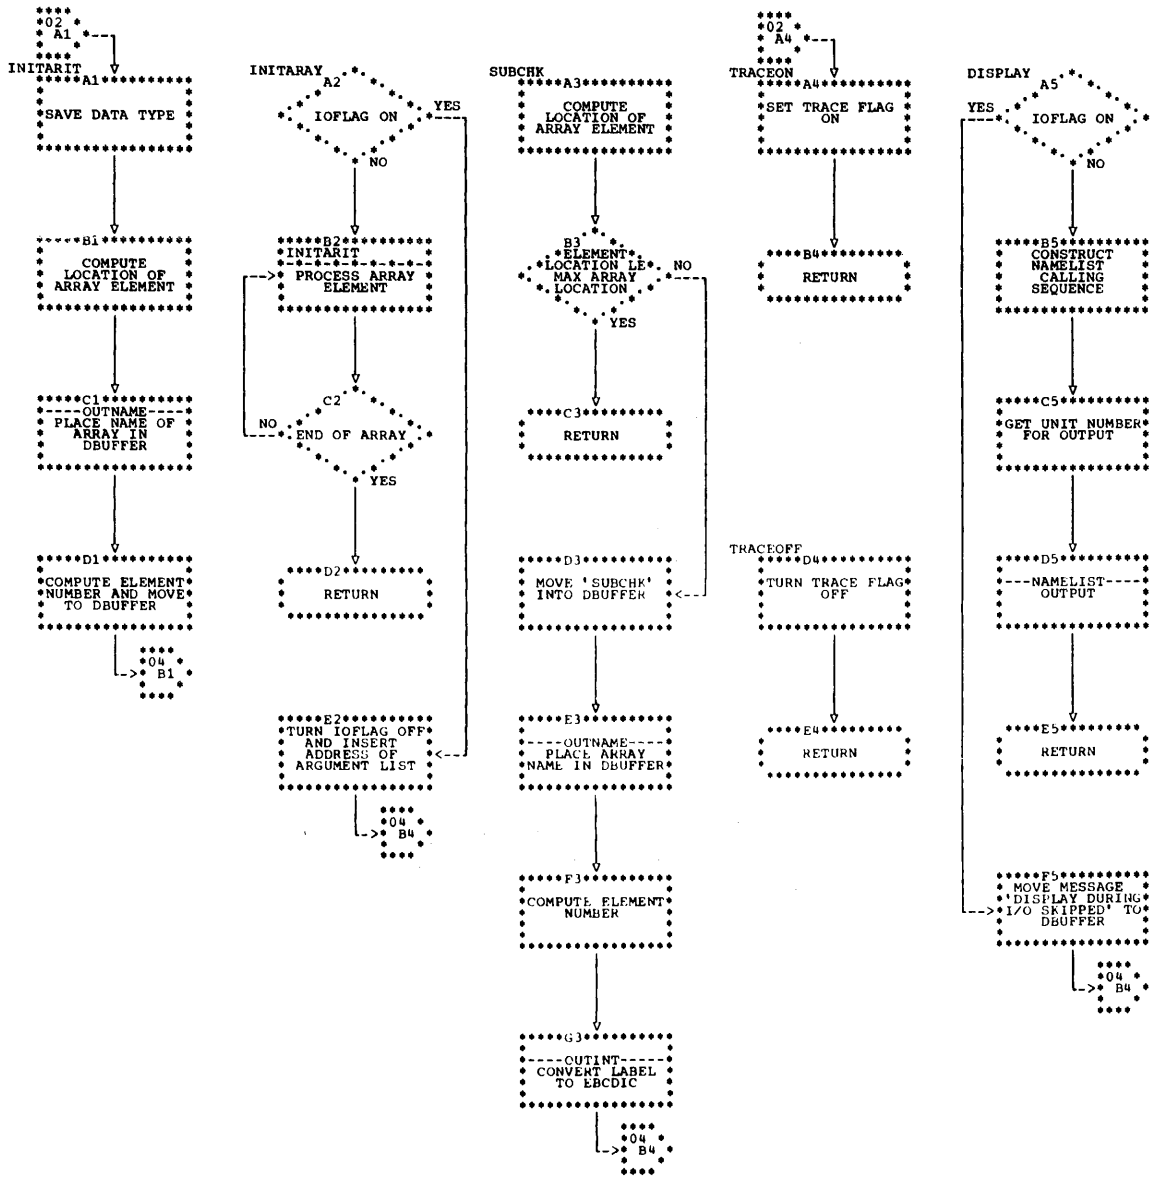 02
A1
INITARIT
A1
SAVE DATA TYPE
B1
COMPUTE
LOCATION OF
ARRAY ELEMENT
C1
OUTNAME
PLACE NAME OF
ARRAY IN
DBUFFER
D1
COMPUTE ELEMENT
NUMBER AND MOVE
TO DBUFFER
04
B1
INITARAY
A2
IOFLAG ON
YES
NO
B2
INITARIT
PROCESS ARRAY
ELEMENT
C2
NO
END OF ARRAY
YES
D2
RETURN
E2
TURN IOFLAG OFF
AND INSERT
ADDRESS OF
ARGUMENT LIST
04
B4
SUBCHK
A3
COMPUTE
LOCATION OF
ARRAY ELEMENT
B3
ELEMENT
LOCATION LE
MAX ARRAY
LOCATION
NO
YES
C3
RETURN
D3
MOVE 'SUBCHK'
INTO DBUFFER
E3
OUTNAME
PLACE ARRAY
NAME IN DBUFFER
F3
COMPUTE ELEMENT
NUMBER
G3
OUTINT
CONVERT LABEL
TO EBCDIC
04
B4
02
A4
TRACEON
A4
SET TRACE FLAG
ON
B4
RETURN
TRACEOFF
D4
TURN TRACE FLAG
OFF
E4
RETURN
DISPLAY
A5
YES
IOFLAG ON
NO
B5
CONSTRUCT
NAMELIST
CALLING
SEQUENCE
C5
GET UNIT NUMBER
FOR OUTPUT
D5
NAMELIST
OUTPUT
E5
RETURN
F5
MOVE MESSAGE
'DISPLAY DURING
I/O SKIPPED' TO
DBUFFER
04
B4